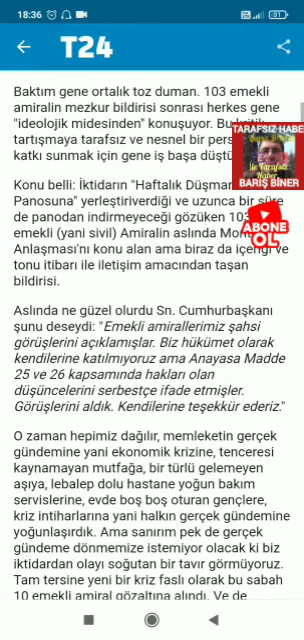 18:36
81
T24
Baktım gene ortalık toz duman. 103 emekli
amiralin mezkur bildirisi sonrası herkes gene
"ideolojik midesinden" konuşuyor. Bu kritik
tartışmaya tarafsız ve nesnel bir
katkı sunmak için gene iş başa düştü
TARAFSIZ HABER
Barış Biner
İle Tarafsız
Haber
BARIŞ BİNER
Konu belli: İktidarın "Haftalık
Panosuna" yerleştiriverdiği ve uzunca bir süre
de panodan indirmeyeceği gözüken 103
emekli (yani sivil) Amiralin aslında
Anlaşması'nı konu alan ama biraz da içeriği ve
tonu itibarı ile iletişim amacından taşan
bildirisi.
ABONE
OL
Aslında ne güzel olurdu Sn. Cumhurbaşkanı
şunu deseydi: "Emekli amirallerimiz şahsi
görüşlerini açıklamışlar. Biz hükümet olarak
kendilerine katılmıyoruz ama Anayasa Madde
25 ve 26 kapsamında hakları olan
düşüncelerini serbestçe ifade etmişler.
Görüşlerini aldık. Kendilerine teşekkür ederiz."
O zaman hepimiz dağılır, memleketin gerçek
gündemine yani ekonomik krizine, tenceresi
kaynamayan mutfağa, bir türlü gelemeyen
aşıya, lebalep dolu hastane yoğun bakım
servislerine, evde boş boş oturan gençlere,
kriz intiharlarına yani halkın gerçek gündemine
yoğunlaşırdık. Ama sanırım pek de gerçek
gündeme dönmemize istemiyor olacak ki biz
iktidardan olayı soğutan bir tavır görmüyoruz.
Tam tersine yeni bir kriz faslı olarak bu sabah
10 emekli amiral gözaltına alındı. Ve de